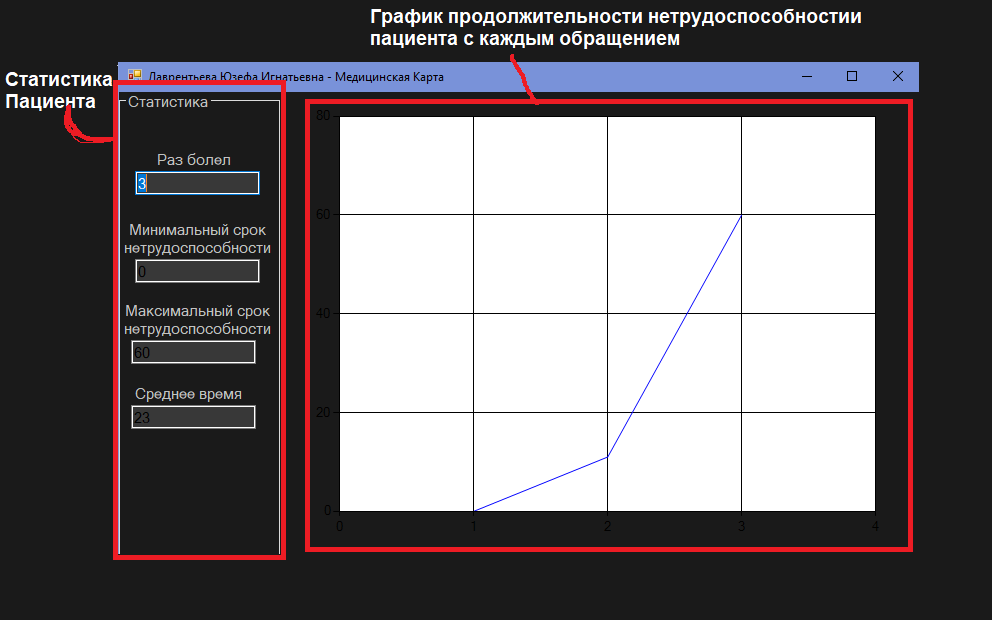 График продолжительности нетрудоспособностии
пациента с каждым обращением
Статистика
Пациента
Лаврентьева Юзефа Игнатьевна - Медицинская Карта
Статистика
Раз болел
3
Минимальный срок
нетрудоспособности
0
Максимальный срок
нетрудоспособности
60
Среднее время
23
80
60
40
20
0
0 1 2 3 4